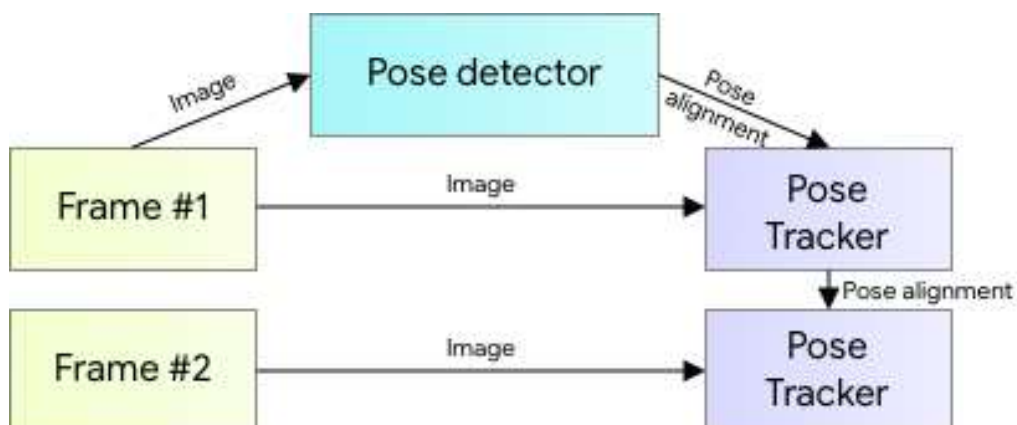 Pose detector
Image
Pose
alignment
Frame #1
Image
Pose
Tracker
Pose alignment
Frame #2
Image
Pose
Tracker